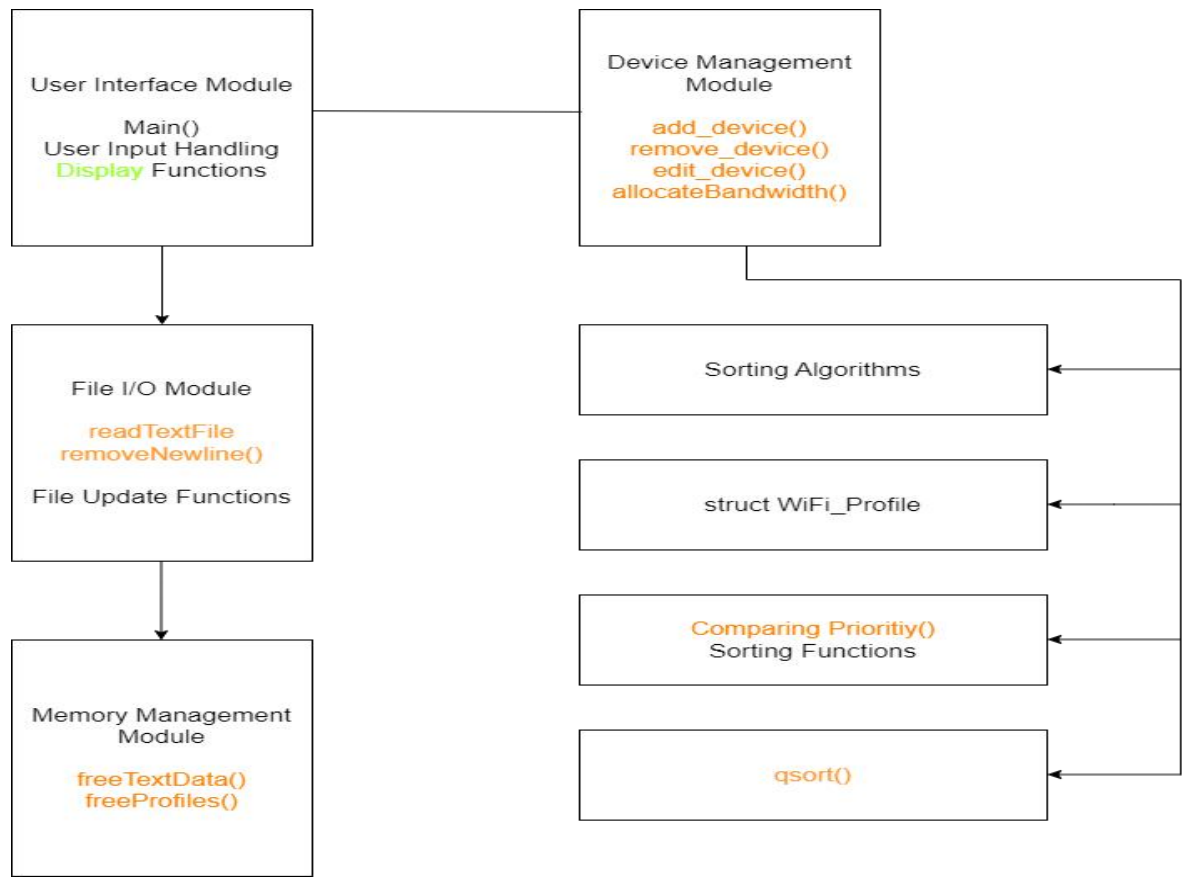 User Interface Module
Main()
User Input Handling
Display Functions
Device Management
Module
add_device()
remove_device()
edit_device()
allocateBandwidth()
File I/O Module
readTextFile
removeNewline()
File Update Functions
Sorting Algorithms
struct WiFi_Profile
Comparing Prioritiy()
Sorting Functions
Memory Management
Module
freeTextData()
freeProfiles()
qsort()